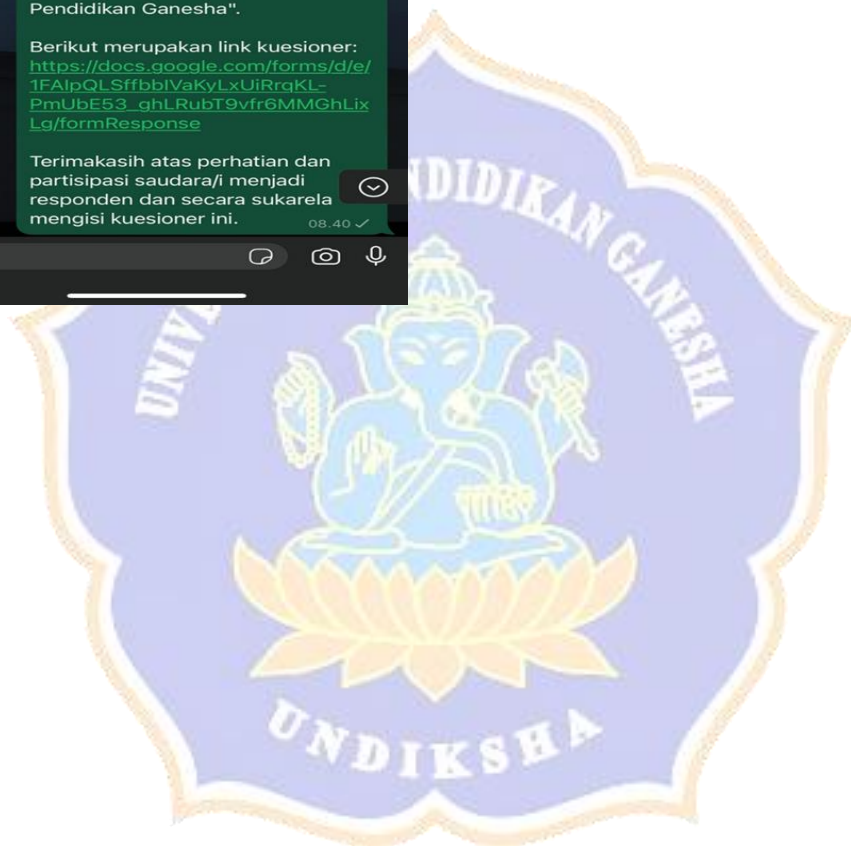 Pendidikan Ganesha".
Berikut merupakan link kuesioner:
https://docs.google.com/forms/d/e/
1FAIpQLSffbbIVaKyLxUiRrqKL-
PmUbE53_ghLRubT9vfr6MMGhLix
Lg/formResponse
Terimakasih atas perhatian dan
partisipasi saudara/i menjadi
responden dan secara sukarela
mengisi kuesioner ini.
08.40
NDIDIKAN GANESHA
UNDIKSHA